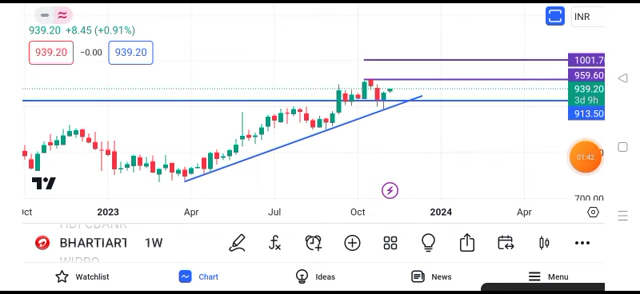 INR
939.20 +8.45 (+0.91%)
939.20 −0.00 939.20
1001.7
959.60
939.20
3d 9h
913.50
01:42
700.00
Oct 2023 Apr Jul Oct 2024 Apr
BHARTIART 1W
WIPRO
Watchlist Chart Ideas News Menu